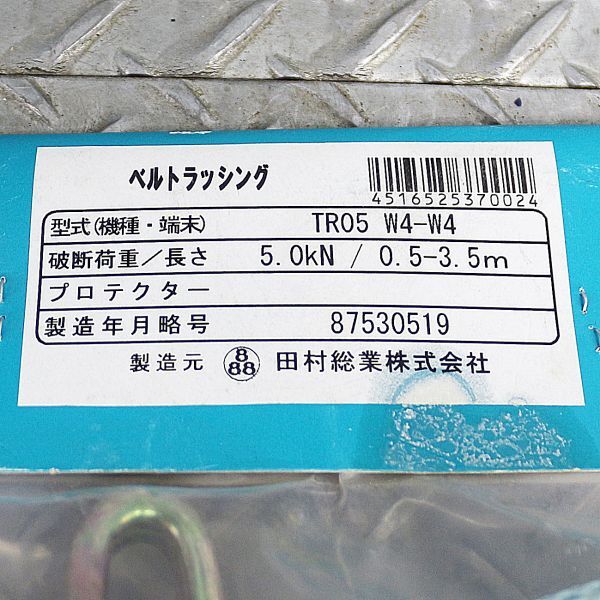 ベルトラッシング
4516525370024
型式(機種・端末) TR05 W4-W4
破断荷重／長さ 5.0kN / 0.5-3.5m
プロテクター
製造年月略号 87530519
製造元 8 88 田村総業株式会社